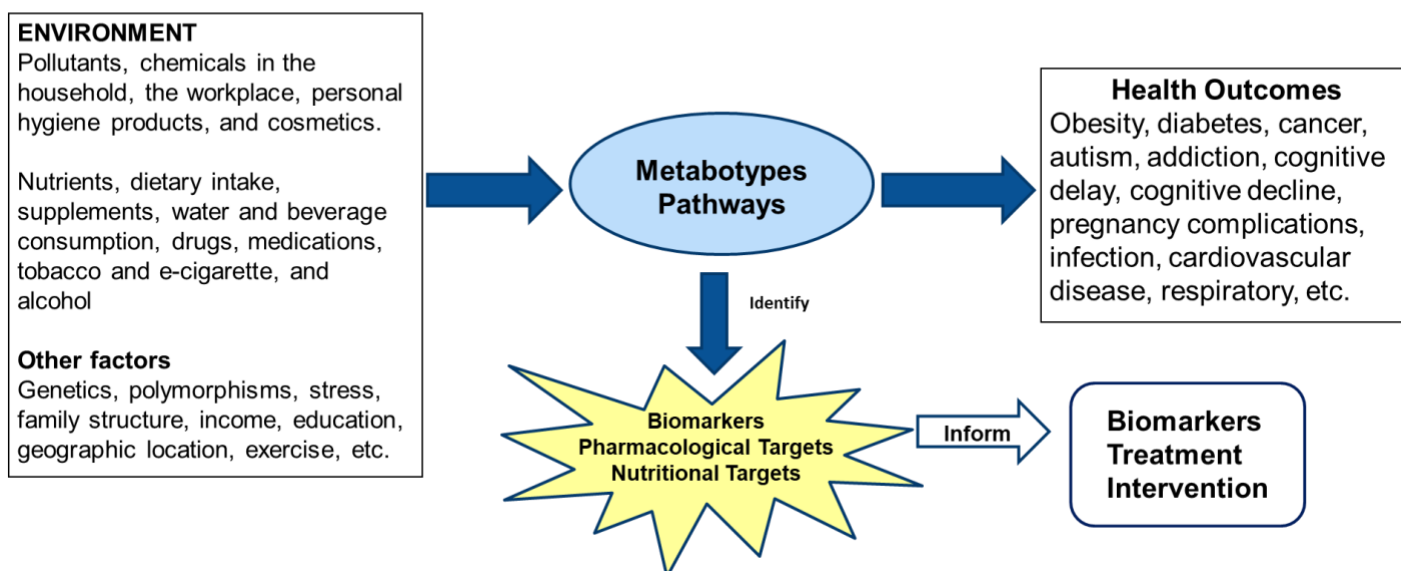 ENVIRONMENT
Pollutants, chemicals in the
household, the workplace, personal
hygiene products, and cosmetics.
Nutrients, dietary intake,
supplements, water and beverage
consumption, drugs, medications,
tobacco and e-cigarette, and
alcohol
Other factors
Genetics, polymorphisms, stress,
family structure, income, education,
geographic location, exercise, etc.
Metabotypes
Pathways
Health Outcomes
Obesity, diabetes, cancer,
autism, addiction, cognitive
delay, cognitive decline,
pregnancy complications,
infection, cardiovascular
disease, respiratory, etc.
Identify
Biomarkers
Pharmacological Targets
Nutritional Targets
Inform
Biomarkers
Treatment
Intervention